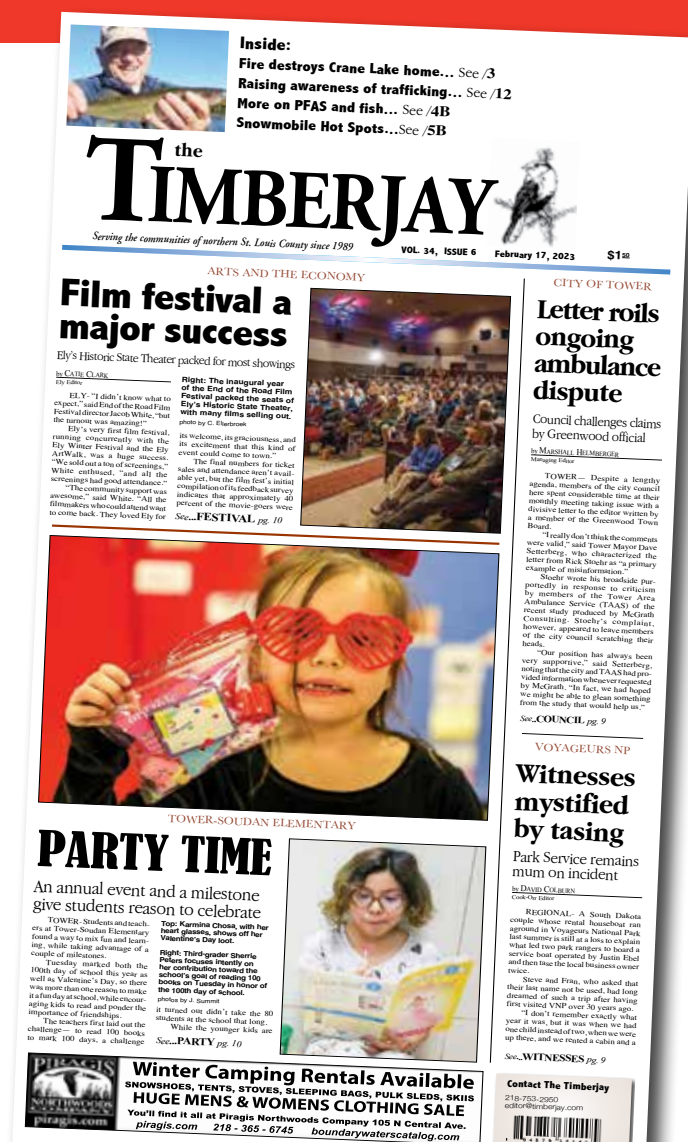 Inside:
Fire destroys Crane Lake home... See /3
Raising awareness of trafficking... See /12
More on PFAS and fish... See /4B
Snowmobile Hot Spots...See /5B
the
TIMBERJAY
Serving the communities of northern St. Louis County since 1989
VOL. 34, ISSUE 6 February 17, 2023 $1⁵⁰
ARTS AND THE ECONOMY
Film festival a
major success
Ely's Historic State Theater packed for most showings
by CATIE CLARK
Ely Editor
ELY- "I didn't know what to
expect," said End of the Road Film
Festival director Jacob White, "but
the turnout was amazing!"
Ely's very first film festival,
running concurrently with the
Ely Winter Festival and the Ely
ArtWalk, was a huge success.
"We sold out a ton of screenings,"
White enthused, "and all the
screenings had good attendance."
"The community support was
awesome," said White. "All the
filmmakers who could attend want
to come back. They loved Ely for
Right: The inaugural year
of the End of the Road Film
Festival packed the seats of
Ely's Historic State Theater,
with many films selling out.
photo by C. Ellerbroek
its welcome, its graciousness, and
its excitement that this kind of
event could come to town."
The final numbers for ticket
sales and attendance aren't avail-
able yet, but the film fest's initial
compilation of its feedback survey
indicates that approximately 40
percent of the movie-goers were
See...FESTIVAL pg. 10
CITY OF TOWER
Letter roils
ongoing
ambulance
dispute
Council challenges claims
by Greenwood official
by MARSHALL HELMBERGER
Managing Editor
TOWER— Despite a lengthy
agenda, members of the city council
here spent considerable time at their
monthly meeting taking issue with a
divisive letter to the editor written by
a member of the Greenwood Town
Board.
"I really don't think the comments
were valid," said Tower Mayor Dave
Setterberg, who characterized the
letter from Rick Stoehr as "a primary
example of misinformation."
Stoehr wrote his broadside pur-
portedly in response to criticism
by members of the Tower Area
Ambulance Service (TAAS) of the
recent study produced by McGrath
Consulting. Stoehr's complaint,
however, appeared to leave members
of the city council scratching their
heads.
"Our position has always been
very supportive," said Setterberg,
noting that the city and TAAS had pro-
vided information whenever requested
by McGrath. "In fact, we had hoped
we might be able to glean something
from the study that would help us."
See...COUNCIL pg. 9
VOYAGEURS NP
Witnesses
mystified
by tasing
Park Service remains
mum on incident
by DAVID COLBURN
Cook-Orr Editor
REGIONAL- A South Dakota
couple whose rental houseboat ran
aground in Voyageurs National Park
last summer is still at a loss to explain
what led two park rangers to board a
service boat operated by Justin Ebel
and then tase the local business owner
twice.
Steve and Fran, who asked that
their last name not be used, had long
dreamed of such a trip after having
first visited VNP over 30 years ago.
"I don't remember exactly what
year it was, but it was when we had
one child instead of two, when we were
up there, and we rented a cabin and a
See...WITNESSES pg. 9
TOWER-SOUDAN ELEMENTARY
PARTY TIME
An annual event and a milestone
give students reason to celebrate
TOWER- Students and teach-
ers at Tower-Soudan Elementary
found a way to mix fun and learn-
ing, while taking advantage of a
couple of milestones.
Tuesday marked both the
100th day of school this year as
well as Valentine's Day, so there
was more than one reason to make
it a fun day at school, while encour-
aging kids to read and ponder the
importance of friendships.
The teachers first laid out the
challenge— to read 100 books
to mark 100 days, a challenge
Top: Karmina Chosa, with her
heart glasses, shows off her
Valentine's Day loot.
Right: Third-grader Sherrie
Peters focuses intently on
her contribution toward the
school's goal of reading 100
books on Tuesday in honor of
the 100th day of school.
photos by J. Summit
it turned out didn't take the 80
students at the school that long.
While the younger kids are
See...PARTY pg. 10
PIRAGIS
NORTHWOODS
piragis.com
Winter Camping Rentals Available
SNOWSHOES, TENTS, STOVES, SLEEPING BAGS, PULK SLEDS, SKIIS
HUGE MENS & WOMENS CLOTHING SALE
You'll find it all at Piragis Northwoods Company 105 N Central Ave.
piragis.com 218 - 365 - 6745 boundarywaterscatalog.com
Contact The Timberjay
218-753-2950
editor@timberjay.com